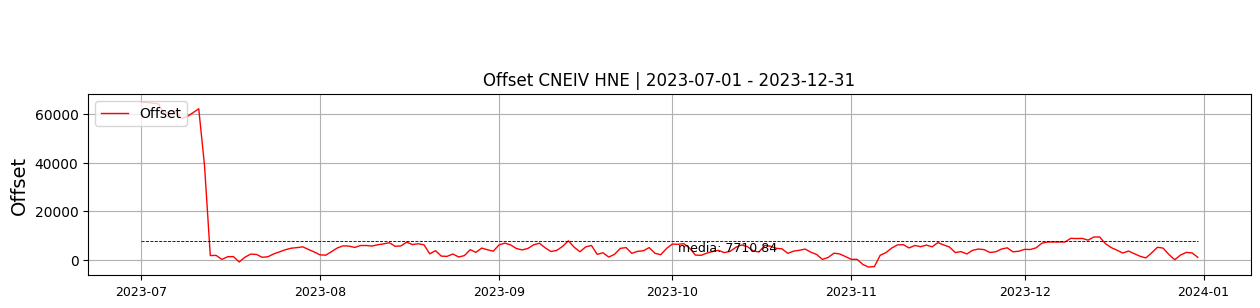 Offset CNEIV HNE | 2023-07-01 - 2023-12-31
Offset
Offset
60000
40000
20000
0
media: 7710.84
2023-07
2023-08
2023-09
2023-10
2023-11
2023-12
2024-01